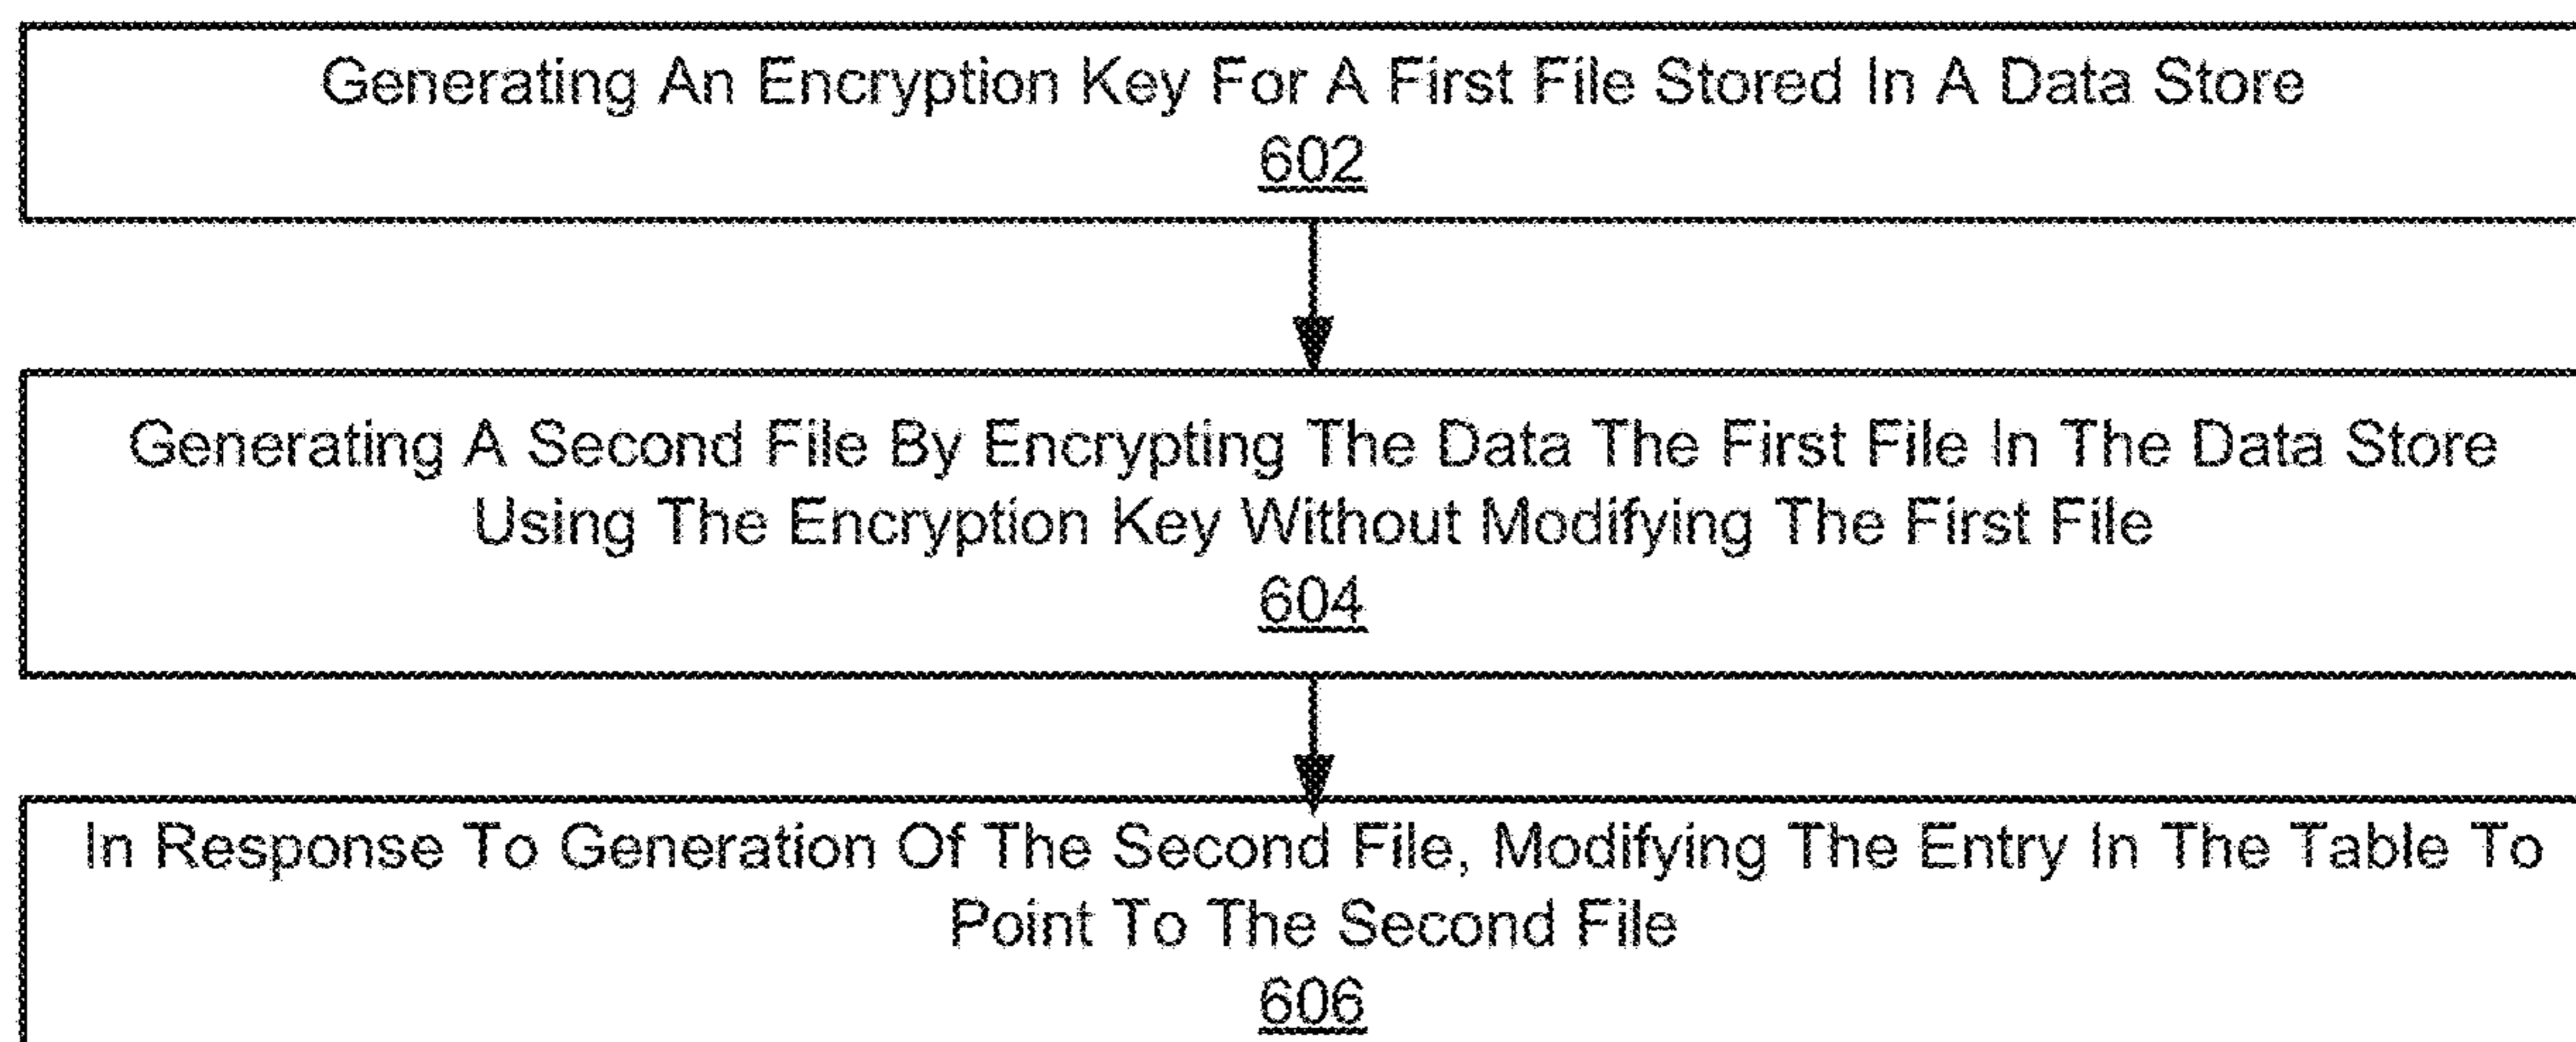 Generating An Encryption Key For A First File Stored In A Data Store
602
Generating A Second File By Encrypting The Data The First File In The Data Store
Using The Encryption Key Without Modifying The First File
604
In Response To Generation Of The Second File, Modifying The Entry In The Table To
Point To The Second File
606